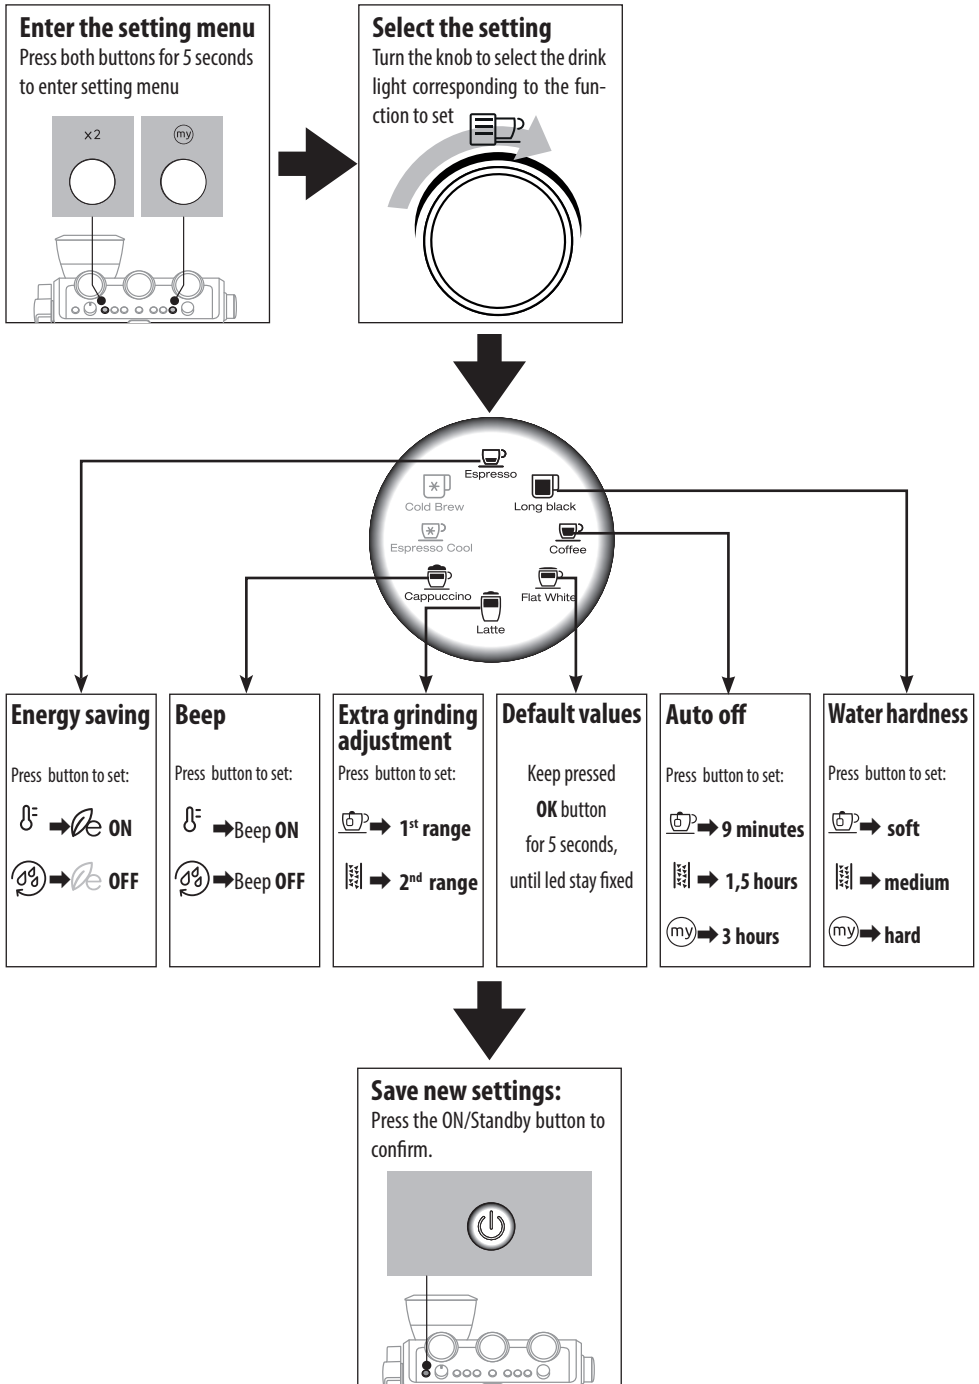 Enter the setting menu
Press both buttons for 5 seconds
to enter setting menu
x2
my
Select the setting
Turn the knob to select the drink
light corresponding to the fun-
ction to set
Espresso
Cold Brew
Long black
Espresso Cool
Coffee
Cappuccino
Flat White
Latte
Energy saving
Press button to set:
e ON
e OFF
Beep
Press button to set:
Beep ON
Beep OFF
Extra grinding
adjustment
Press button to set:
1st range
2nd range
Default values
Keep pressed
OK button
for 5 seconds,
until led stay fixed
Auto off
Press button to set:
9 minutes
1,5 hours
my 3 hours
Water hardness
Press button to set:
soft
medium
my hard
Save new settings:
Press the ON/Standby button to
confirm.